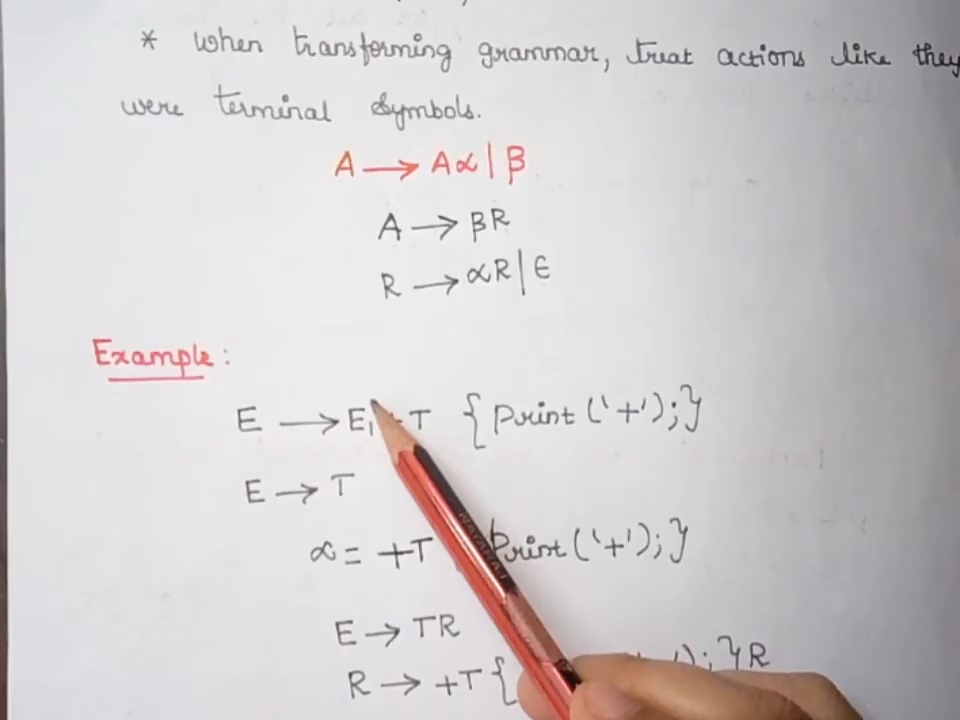 * When transforming grammar, treat actions like they
were terminal symbols.
A → Aα | β
A → βR
R → αR | ϵ
Example:
E → E₁ + T { Print ('+'); }
E → T
α = +T Print ('+'); }
E → TR
R → +T { ); } R